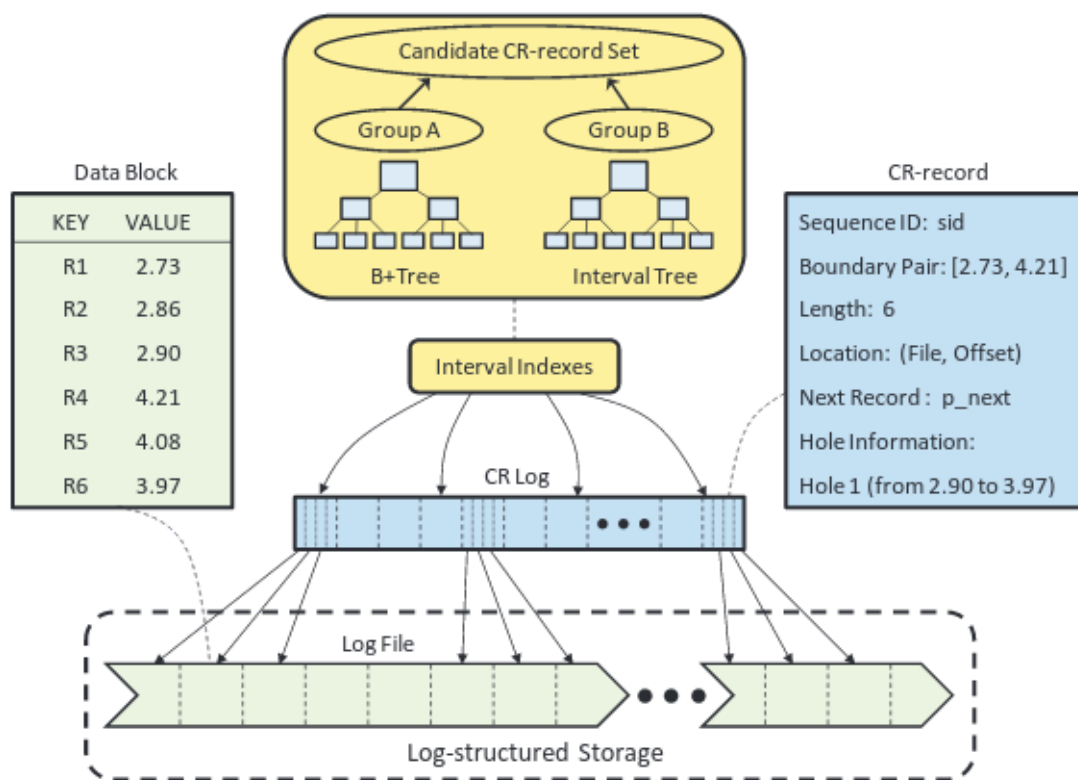 Candidate CR-record Set
Group A
Group B
B+Tree
Interval Tree
Data Block
KEY VALUE
R1 2.73
R2 2.86
R3 2.90
R4 4.21
R5 4.08
R6 3.97
CR-record
Sequence ID: sid
Boundary Pair: [2.73, 4.21]
Length: 6
Location: (File, Offset)
Next Record : p_next
Hole Information:
Hole 1 (from 2.90 to 3.97)
Interval Indexes
CR Log
Log File
Log-structured Storage